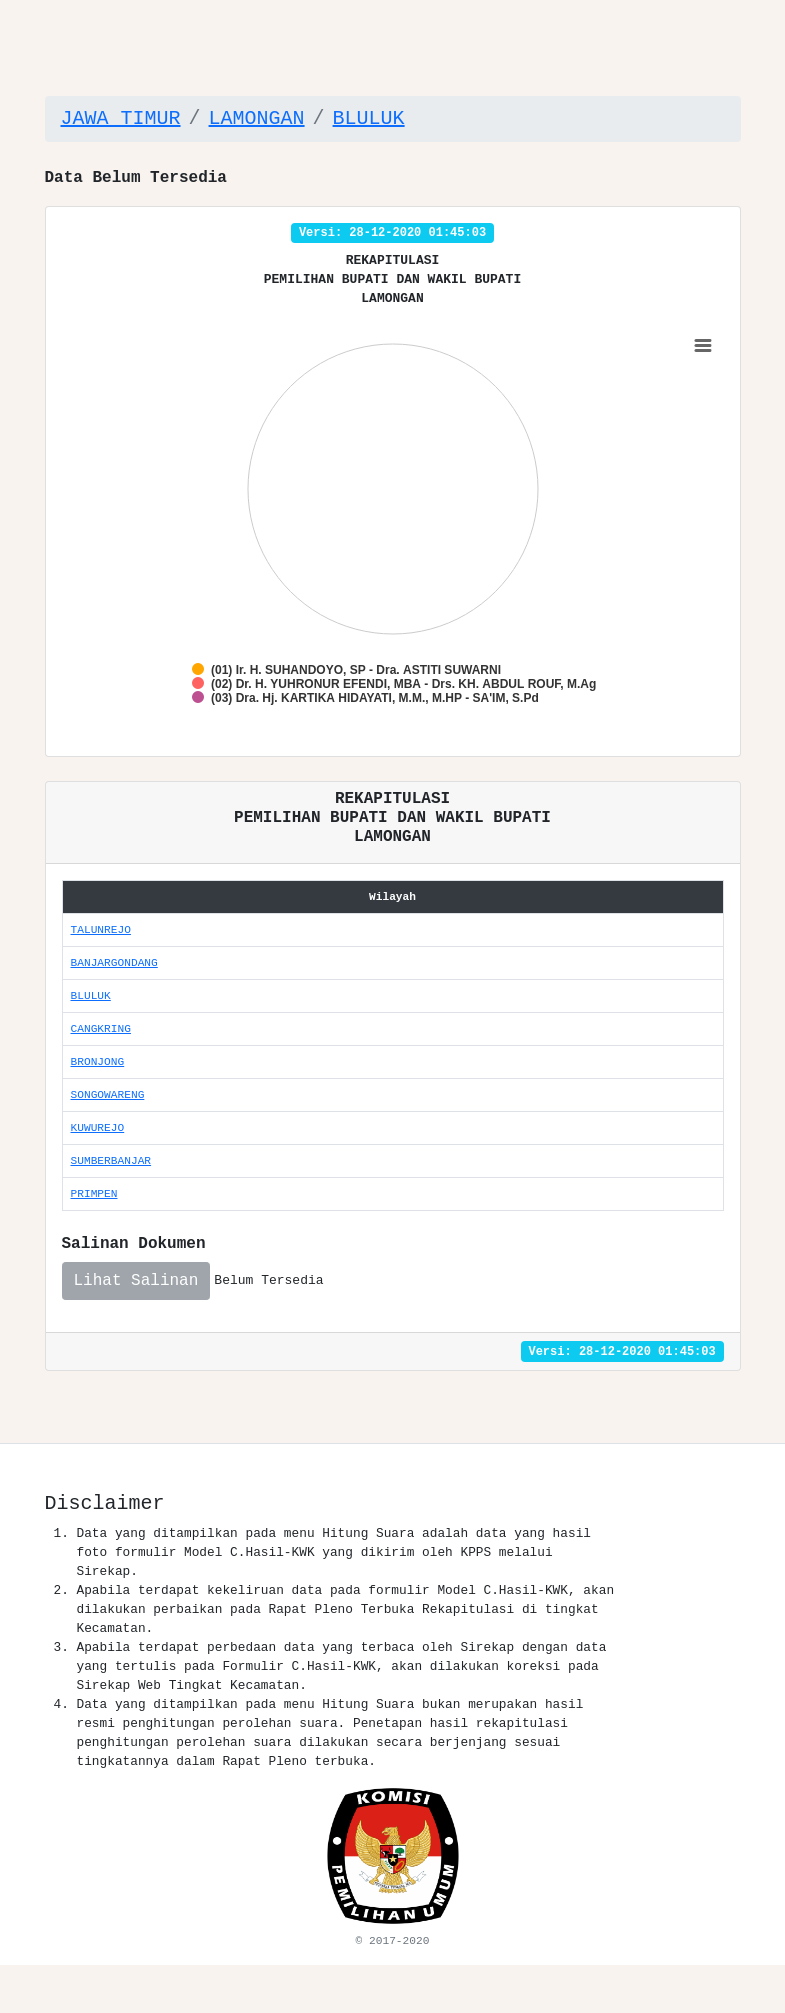 JAWA TIMUR / LAMONGAN / BLULUK
Data Belum Tersedia
Versi: 28-12-2020 01:45:03
REKAPITULASI
PEMILIHAN BUPATI DAN WAKIL BUPATI
LAMONGAN
(01) Ir. H. SUHANDOYO, SP - Dra. ASTITI SUWARNI
(02) Dr. H. YUHRONUR EFENDI, MBA - Drs. KH. ABDUL ROUF, M.Ag
(03) Dra. Hj. KARTIKA HIDAYATI, M.M., M.HP - SA'IM, S.Pd
REKAPITULASI
PEMILIHAN BUPATI DAN WAKIL BUPATI
LAMONGAN
Wilayah
TALUNREJO
BANJARGONDANG
BLULUK
CANGKRING
BRONJONG
SONGOWARENG
KUWUREJO
SUMBERBANJAR
PRIMPEN
Salinan Dokumen
Lihat Salinan Belum Tersedia
Versi: 28-12-2020 01:45:03
Disclaimer
1. Data yang ditampilkan pada menu Hitung Suara adalah data yang hasil
foto formulir Model C.Hasil-KWK yang dikirim oleh KPPS melalui
Sirekap.
2. Apabila terdapat kekeliruan data pada formulir Model C.Hasil-KWK, akan
dilakukan perbaikan pada Rapat Pleno Terbuka Rekapitulasi di tingkat
Kecamatan.
3. Apabila terdapat perbedaan data yang terbaca oleh Sirekap dengan data
yang tertulis pada Formulir C.Hasil-KWK, akan dilakukan koreksi pada
Sirekap Web Tingkat Kecamatan.
4. Data yang ditampilkan pada menu Hitung Suara bukan merupakan hasil
resmi penghitungan perolehan suara. Penetapan hasil rekapitulasi
penghitungan perolehan suara dilakukan secara berjenjang sesuai
tingkatannya dalam Rapat Pleno terbuka.
KOMISI
PEMILIHAN UMUM
© 2017-2020